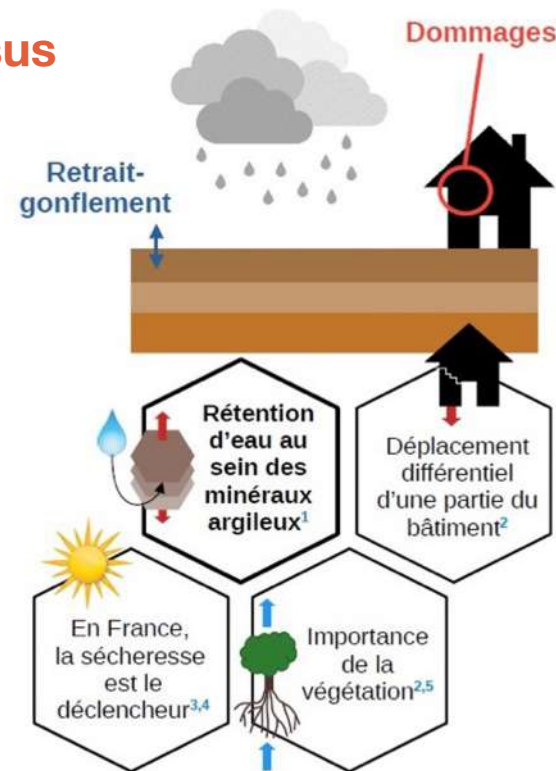 sus
Dommages
Retrait-
gonflement
Rétention
d'eau au
sein des
minéraux
argileux1
Déplacement
différentiel
d'une partie du
bâtiment2
En France,
la sécheresse
est le
déclencheur3,4
Importance
de la
végétation2,5